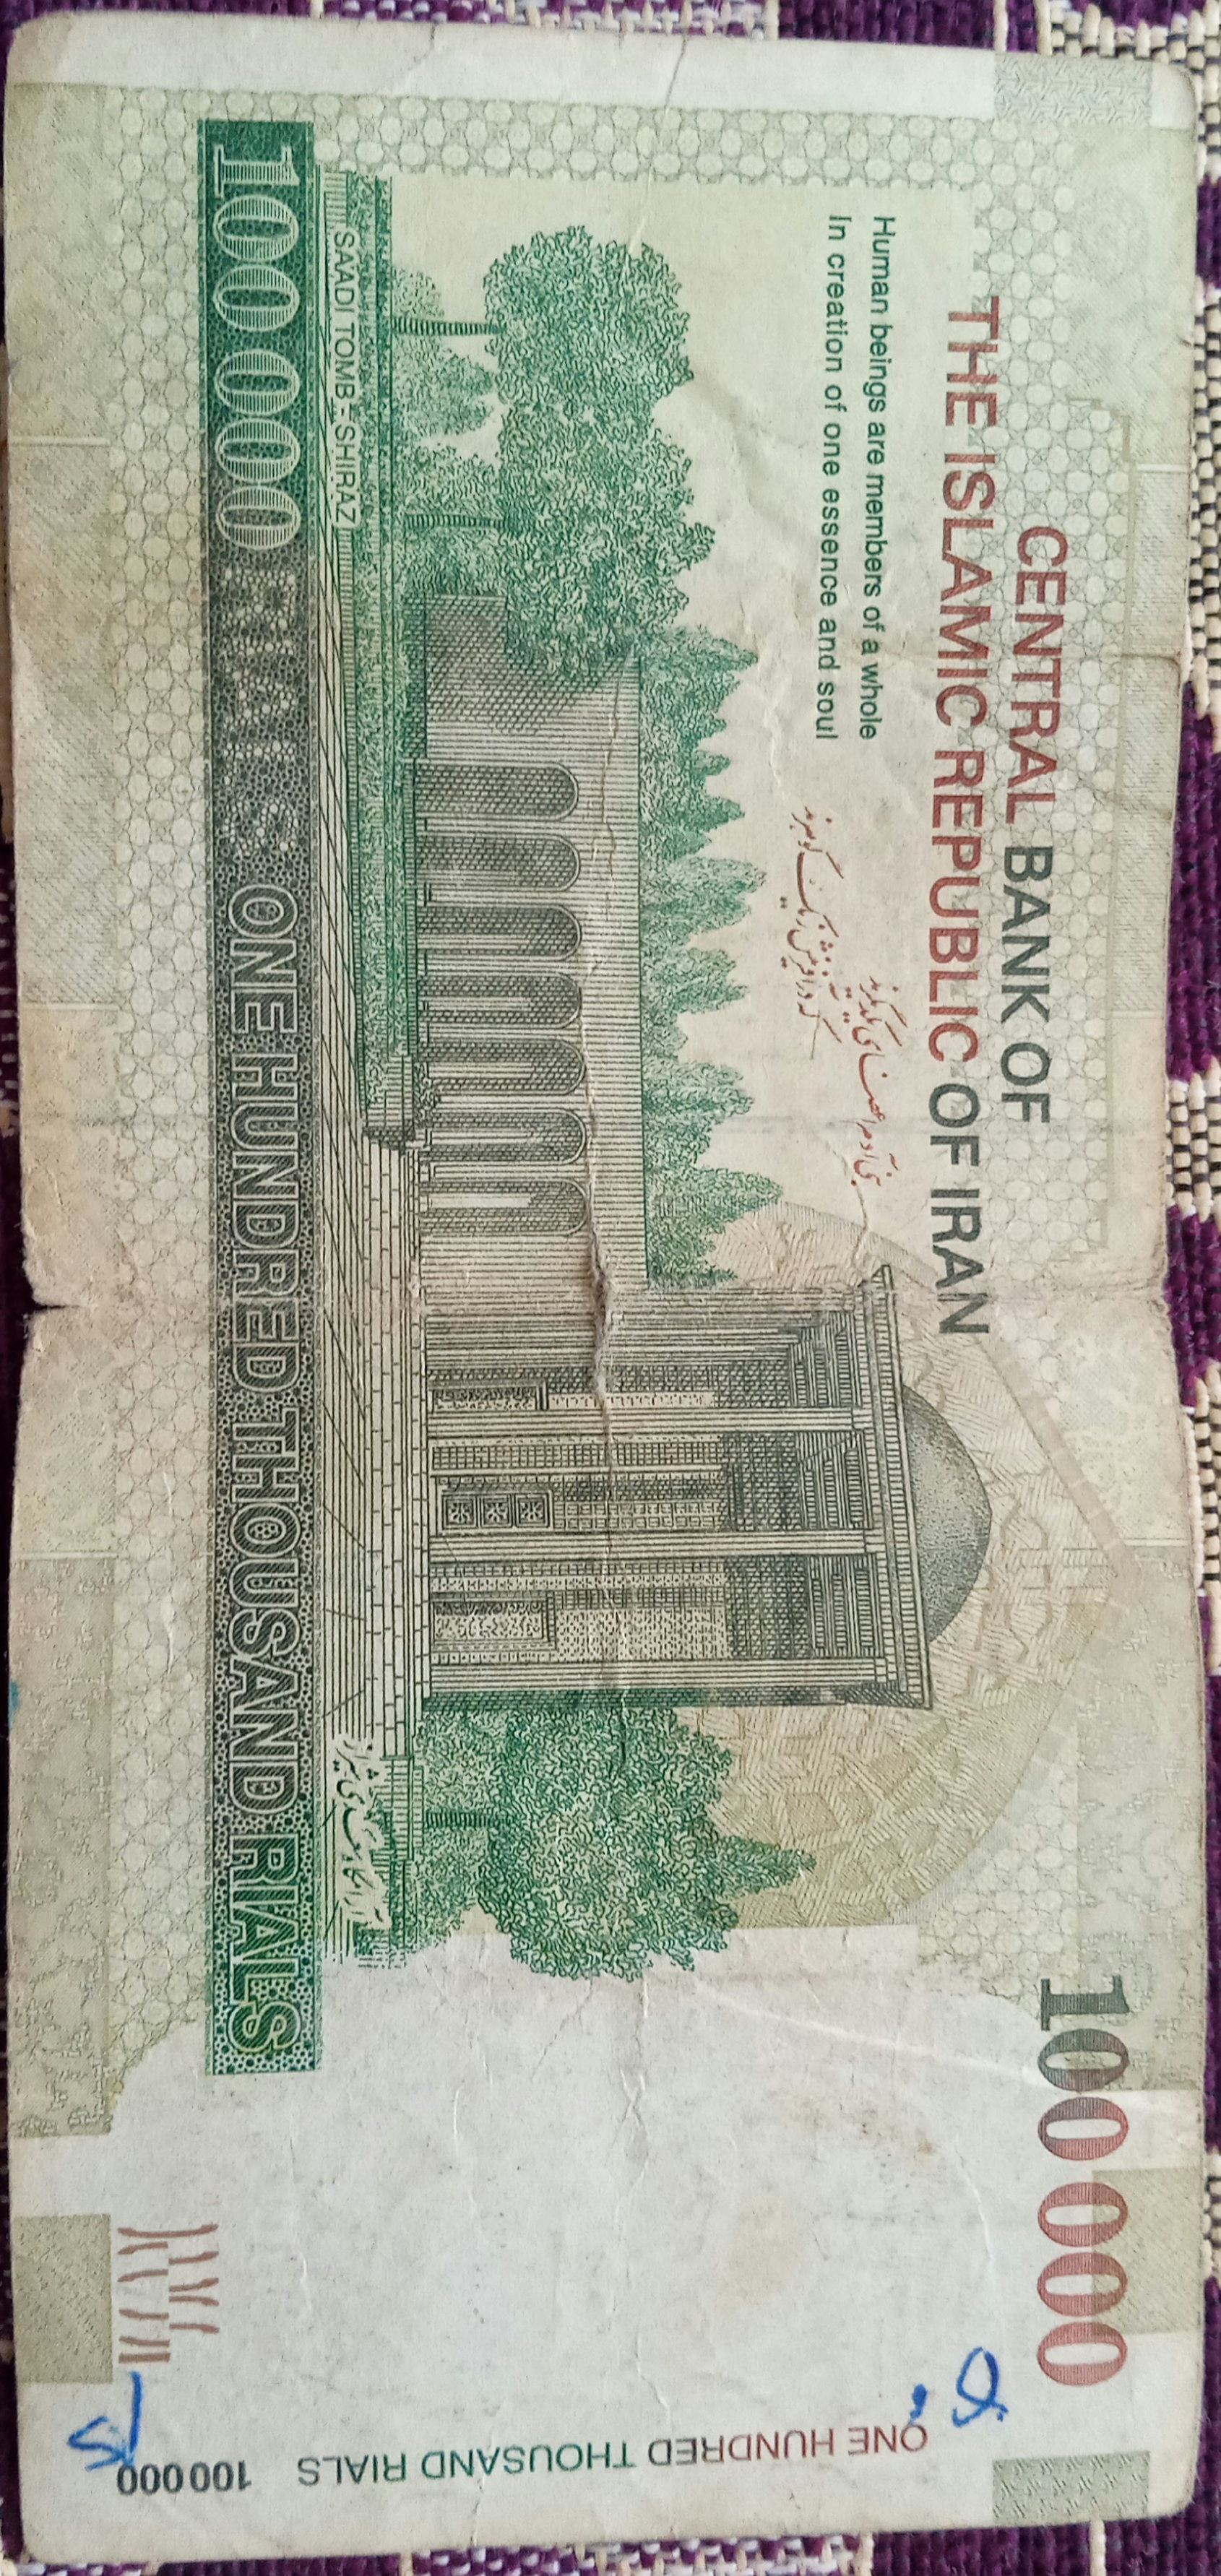 100 000
CENTRAL BANK OF
THE ISLAMIC REPUBLIC OF IRAN
Human beings are members of a whole
In creation of one essence and soul
بنی آدم اعضای یکدیگرند
که در آفرینش ز یک گوهرند
SAADI TOMB - SHIRAZ
آرامگاه سعدی شیراز
100 000 RIALS ONE HUNDRED THOUSAND RIALS
ONE HUNDRED THOUSAND RIALS 100000